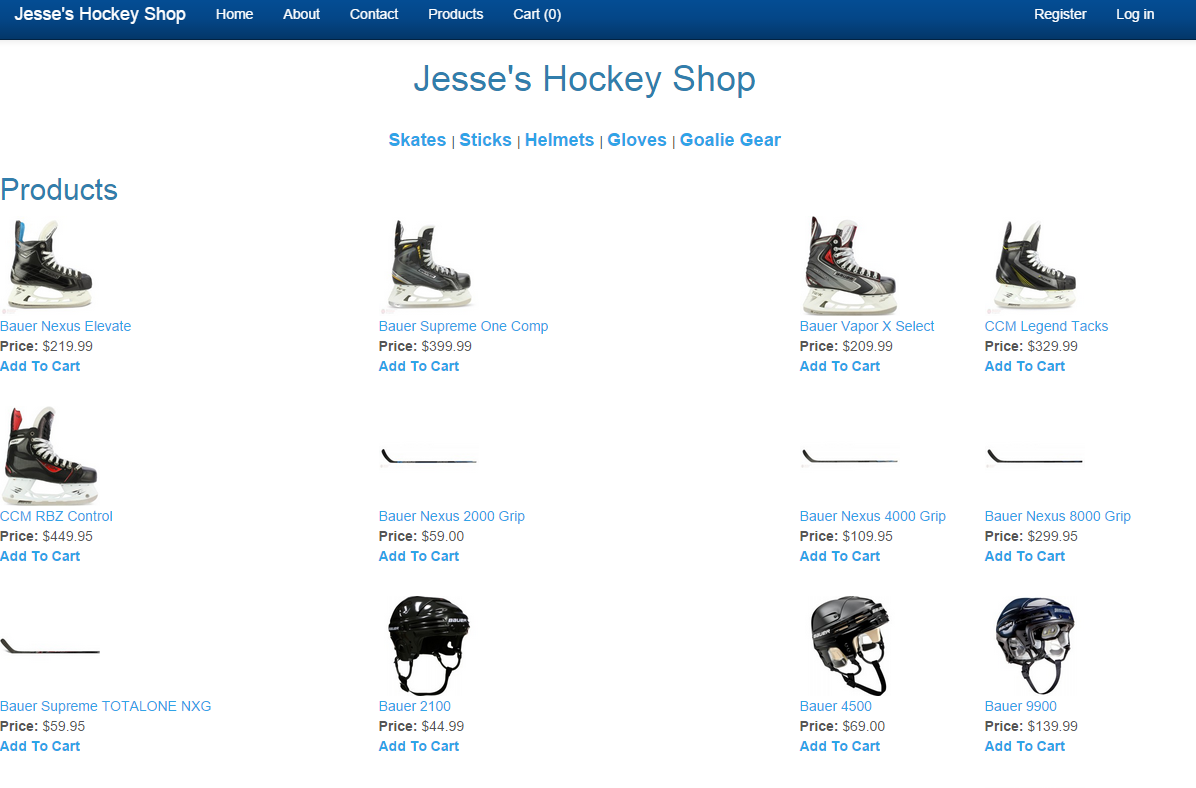 Jesse's Hockey Shop Home About Contact Products Cart (0) Register Log in
Jesse's Hockey Shop
Skates | Sticks | Helmets | Gloves | Goalie Gear
Products
Bauer Nexus Elevate
Price: $219.99
Add To Cart
Bauer Supreme One Comp
Price: $399.99
Add To Cart
Bauer Vapor X Select
Price: $209.99
Add To Cart
CCM Legend Tacks
Price: $329.99
Add To Cart
CCM RBZ Control
Price: $449.95
Add To Cart
Bauer Nexus 2000 Grip
Price: $59.00
Add To Cart
Bauer Nexus 4000 Grip
Price: $109.95
Add To Cart
Bauer Nexus 8000 Grip
Price: $299.95
Add To Cart
Bauer Supreme TOTALONE NXG
Price: $59.95
Add To Cart
BAUER
Bauer 2100
Price: $44.99
Add To Cart
BAUER
Bauer 4500
Price: $69.00
Add To Cart
Bauer 9900
Price: $139.99
Add To Cart